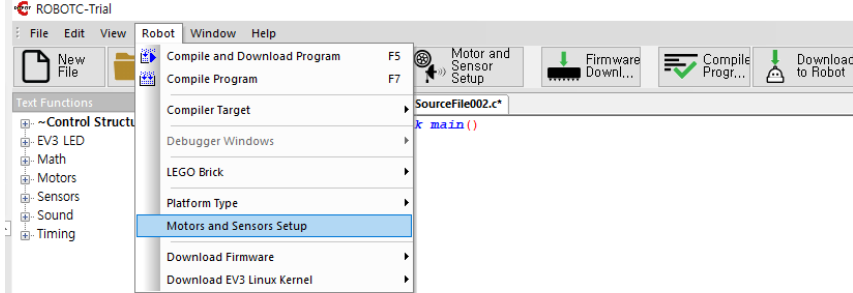 ROBOTC-Trial
File Edit View Robot Window Help
New File
Motor and Sensor Setup
Firmware Downl...
Compile Progr...
Download to Robot
Compile and Download Program F5
Compile Program F7
Compiler Target
Debugger Windows
LEGO Brick
Platform Type
Motors and Sensors Setup
Download Firmware
Download EV3 Linux Kernel
Text Functions
~Control Structu
EV3 LED
Math
Motors
Sensors
Sound
Timing
SourceFile002.c*
k main()